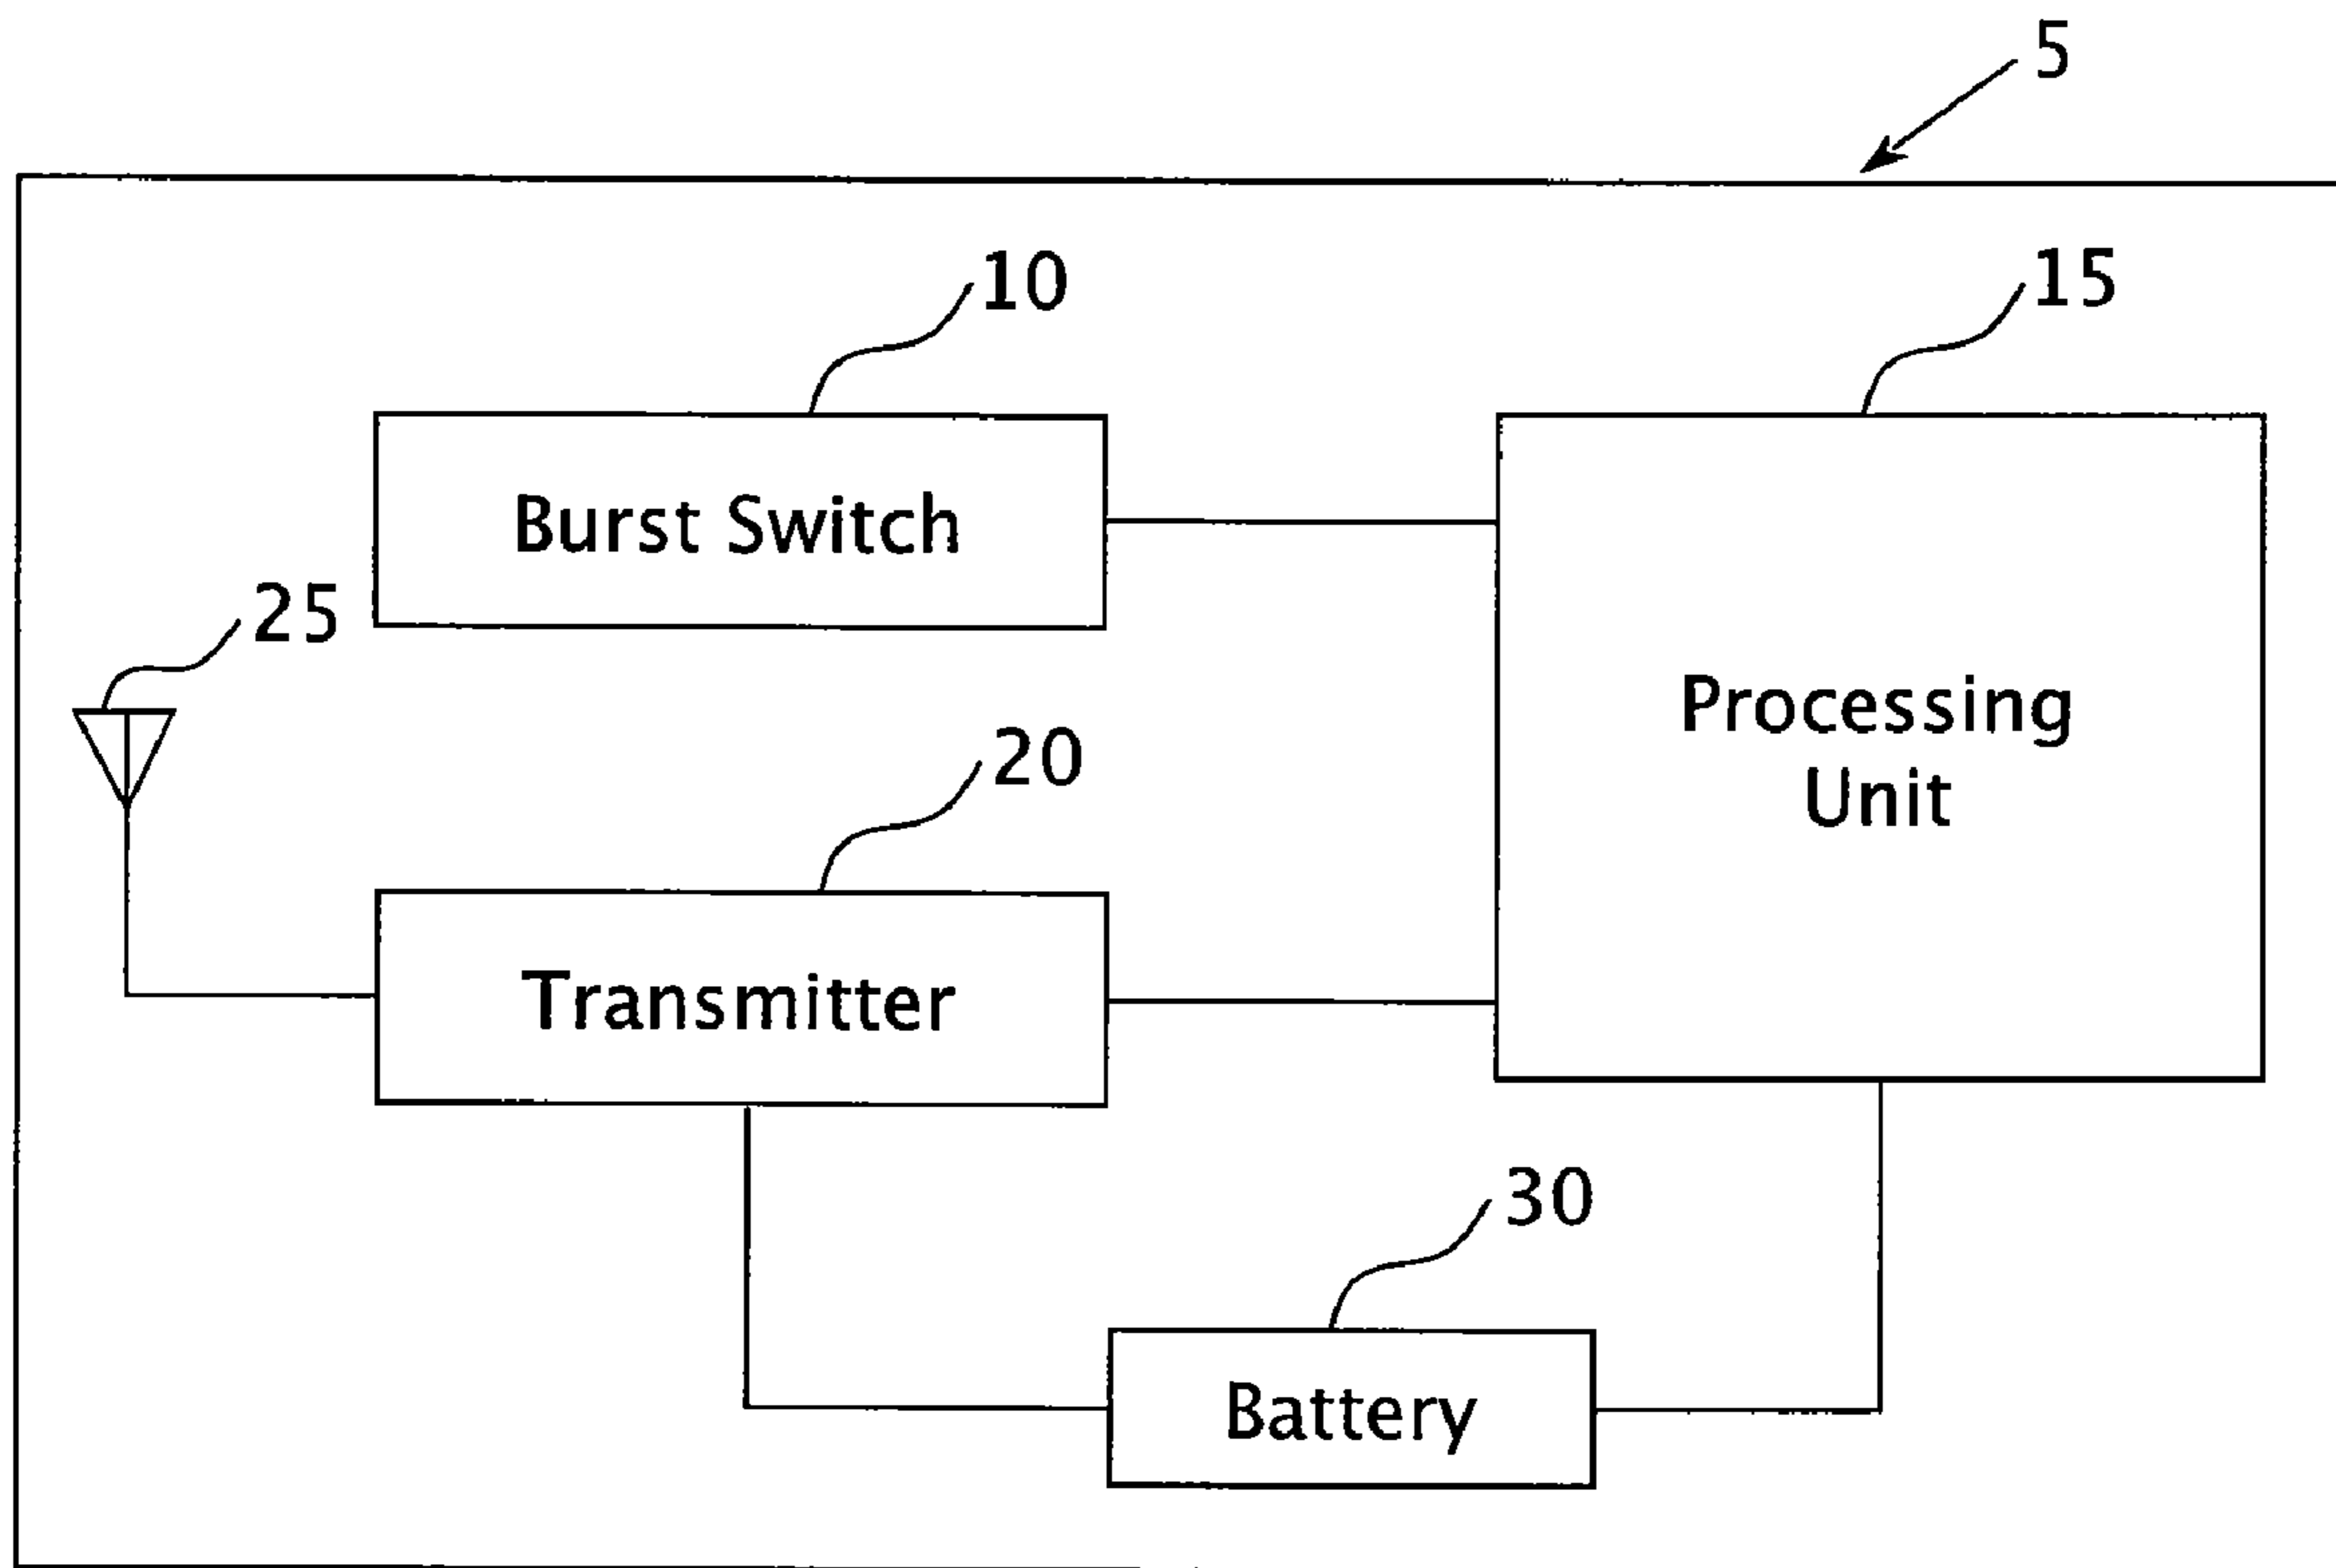 5
10
15
Burst Switch
25
Processing
Unit
20
Transmitter
30
Battery